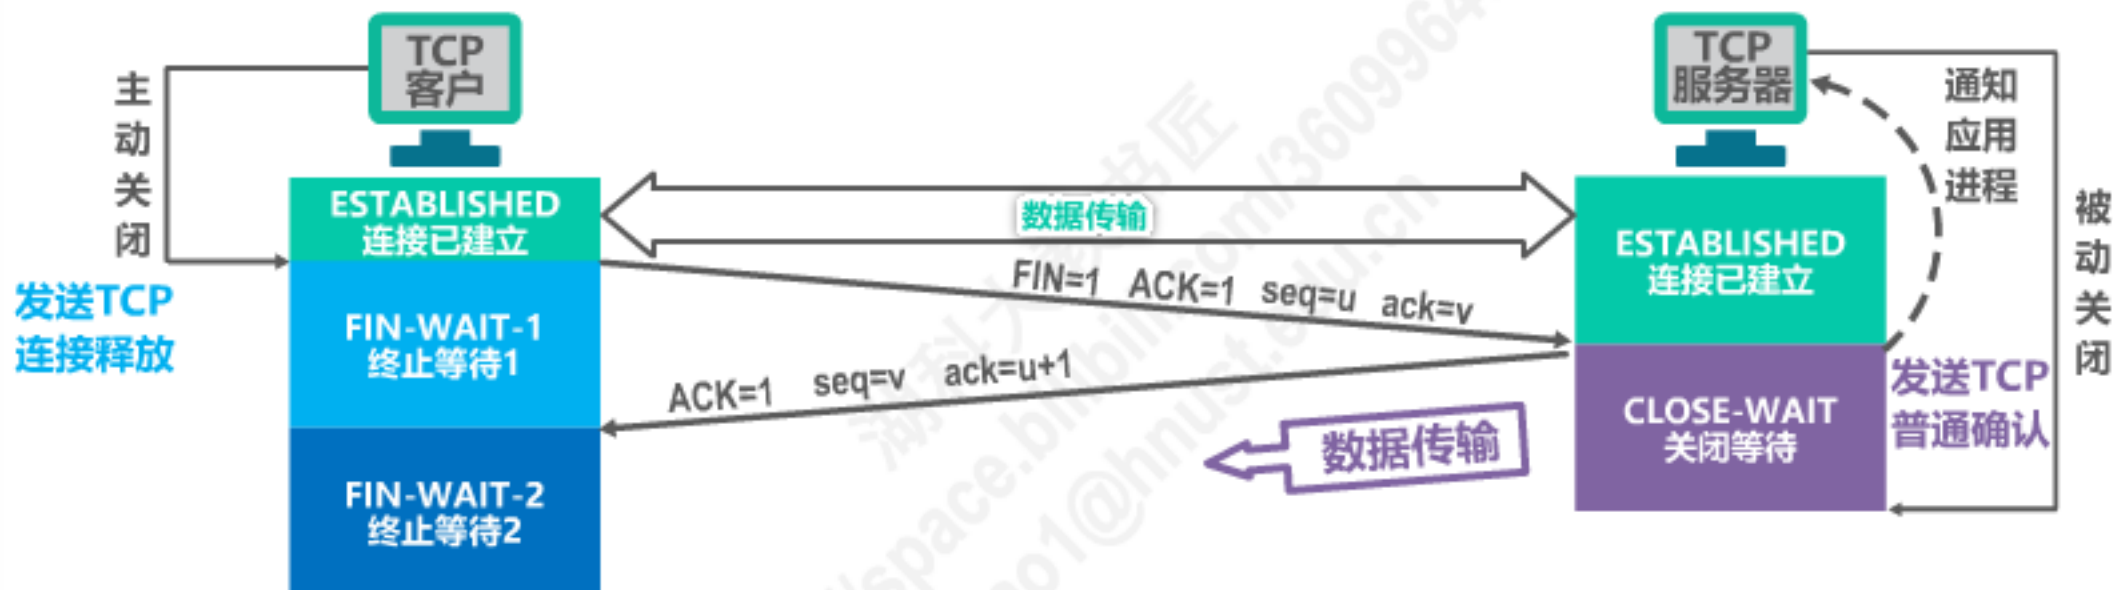 TCP
客户
TCP
服务器
主动关闭
通知
应用
进程
被动关闭
ESTABLISHED
连接已建立
数据传输
ESTABLISHED
连接已建立
FIN=1 ACK=1 seq=u ack=v
发送TCP
连接释放
FIN-WAIT-1
终止等待1
ACK=1 seq=v ack=u+1
发送TCP
普通确认
CLOSE-WAIT
关闭等待
数据传输
FIN-WAIT-2
终止等待2